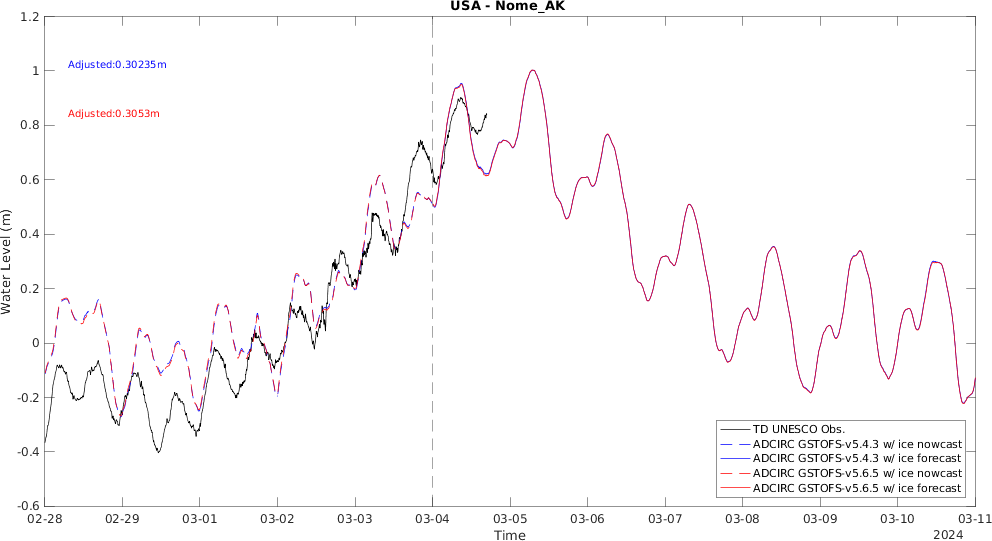 USA - Nome_AK
1.2
1
0.8
0.6
0.4
0.2
0
-0.2
-0.4
-0.6
Water Level (m)
Adjusted:0.30235m
Adjusted:0.3053m
TD UNESCO Obs.
ADCIRC GSTOFS-v5.4.3 w/ ice nowcast
ADCIRC GSTOFS-v5.4.3 w/ ice forecast
ADCIRC GSTOFS-v5.6.5 w/ ice nowcast
ADCIRC GSTOFS-v5.6.5 w/ ice forecast
02-28 02-29 03-01 03-02 03-03 03-04 03-05 03-06 03-07 03-08 03-09 03-10 03-11
Time
2024